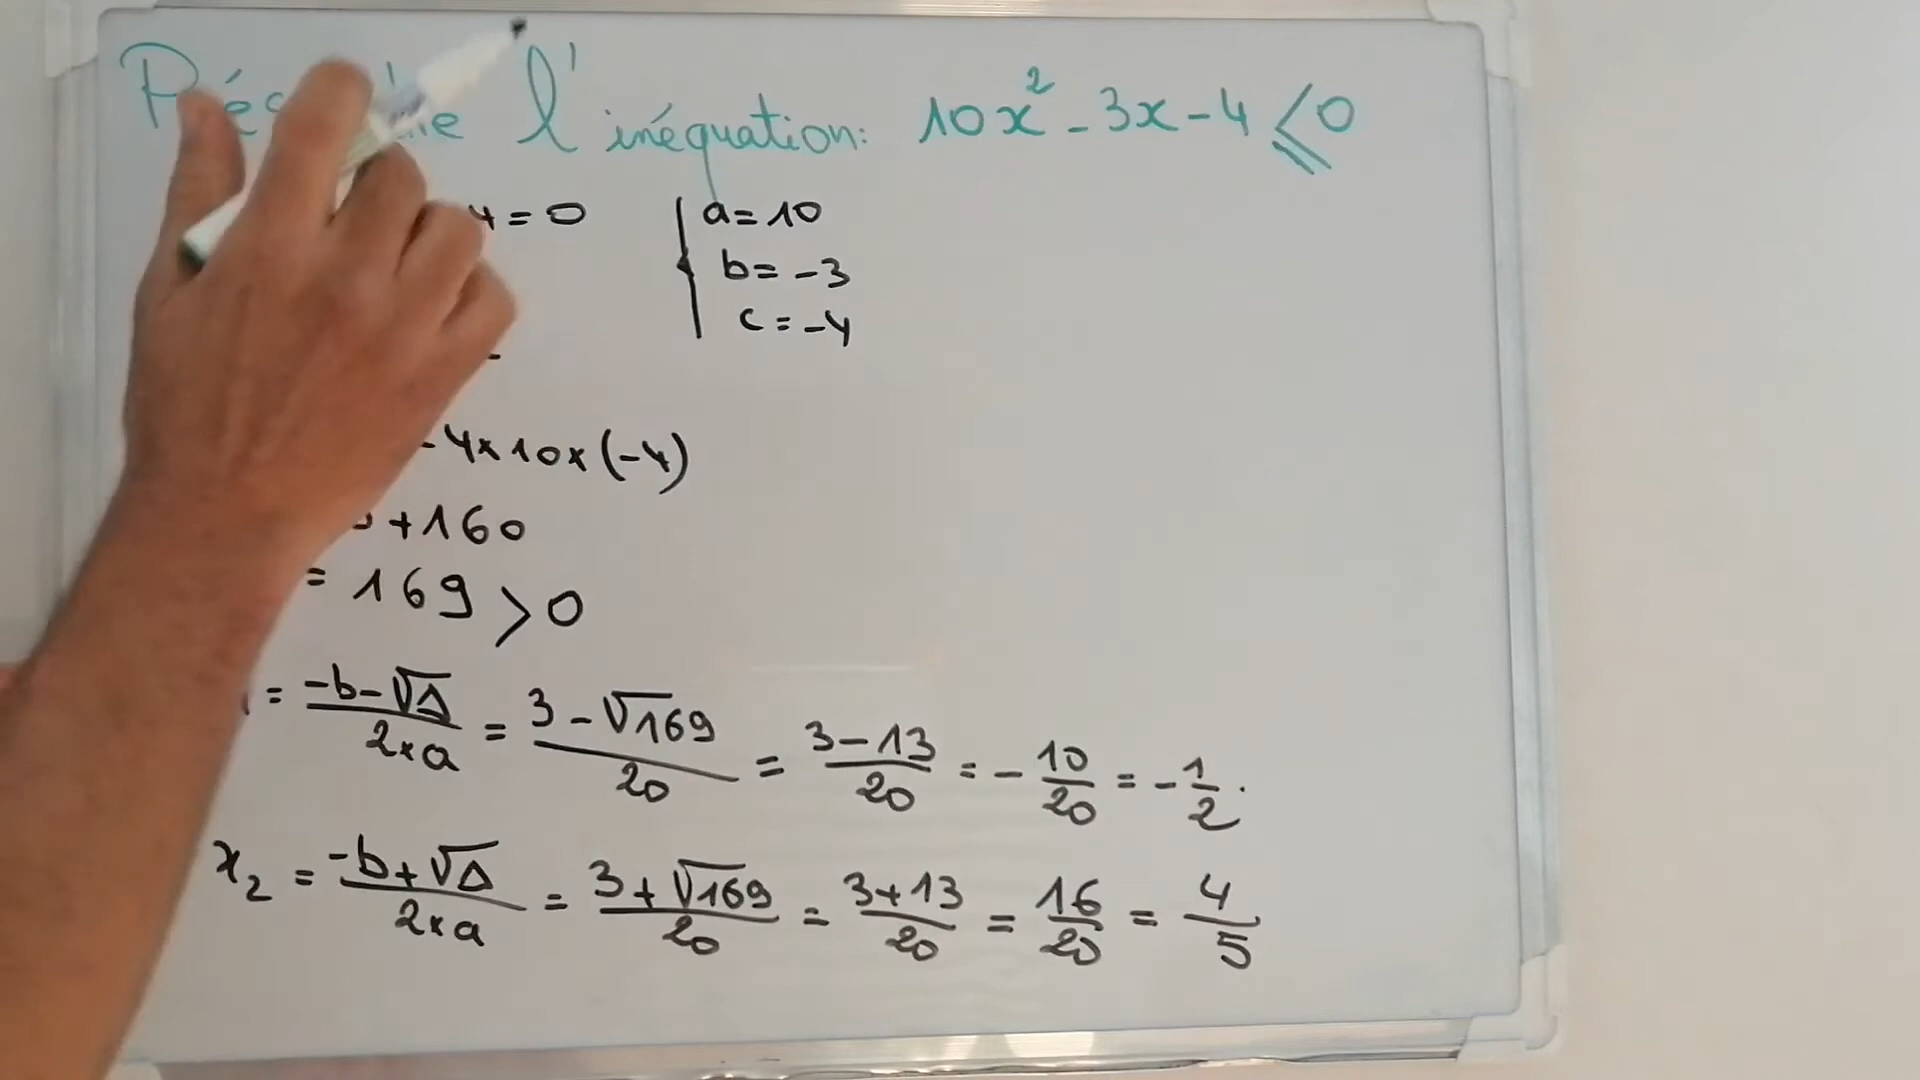 l'inéquation: 10x² - 3x - 4 ⩽ 0
4 = 0
a = 10
b = -3
c = -4
- 4 × 10 × (-4)
+ 160
= 169 > 0
= (-b - √Δ)/(2×a) = (3 - √169)/20 = (3 - 13)/20 = - 10/20 = - 1/2.
x₂ = (-b + √Δ)/(2×a) = (3 + √169)/20 = (3 + 13)/20 = 16/20 = 4/5